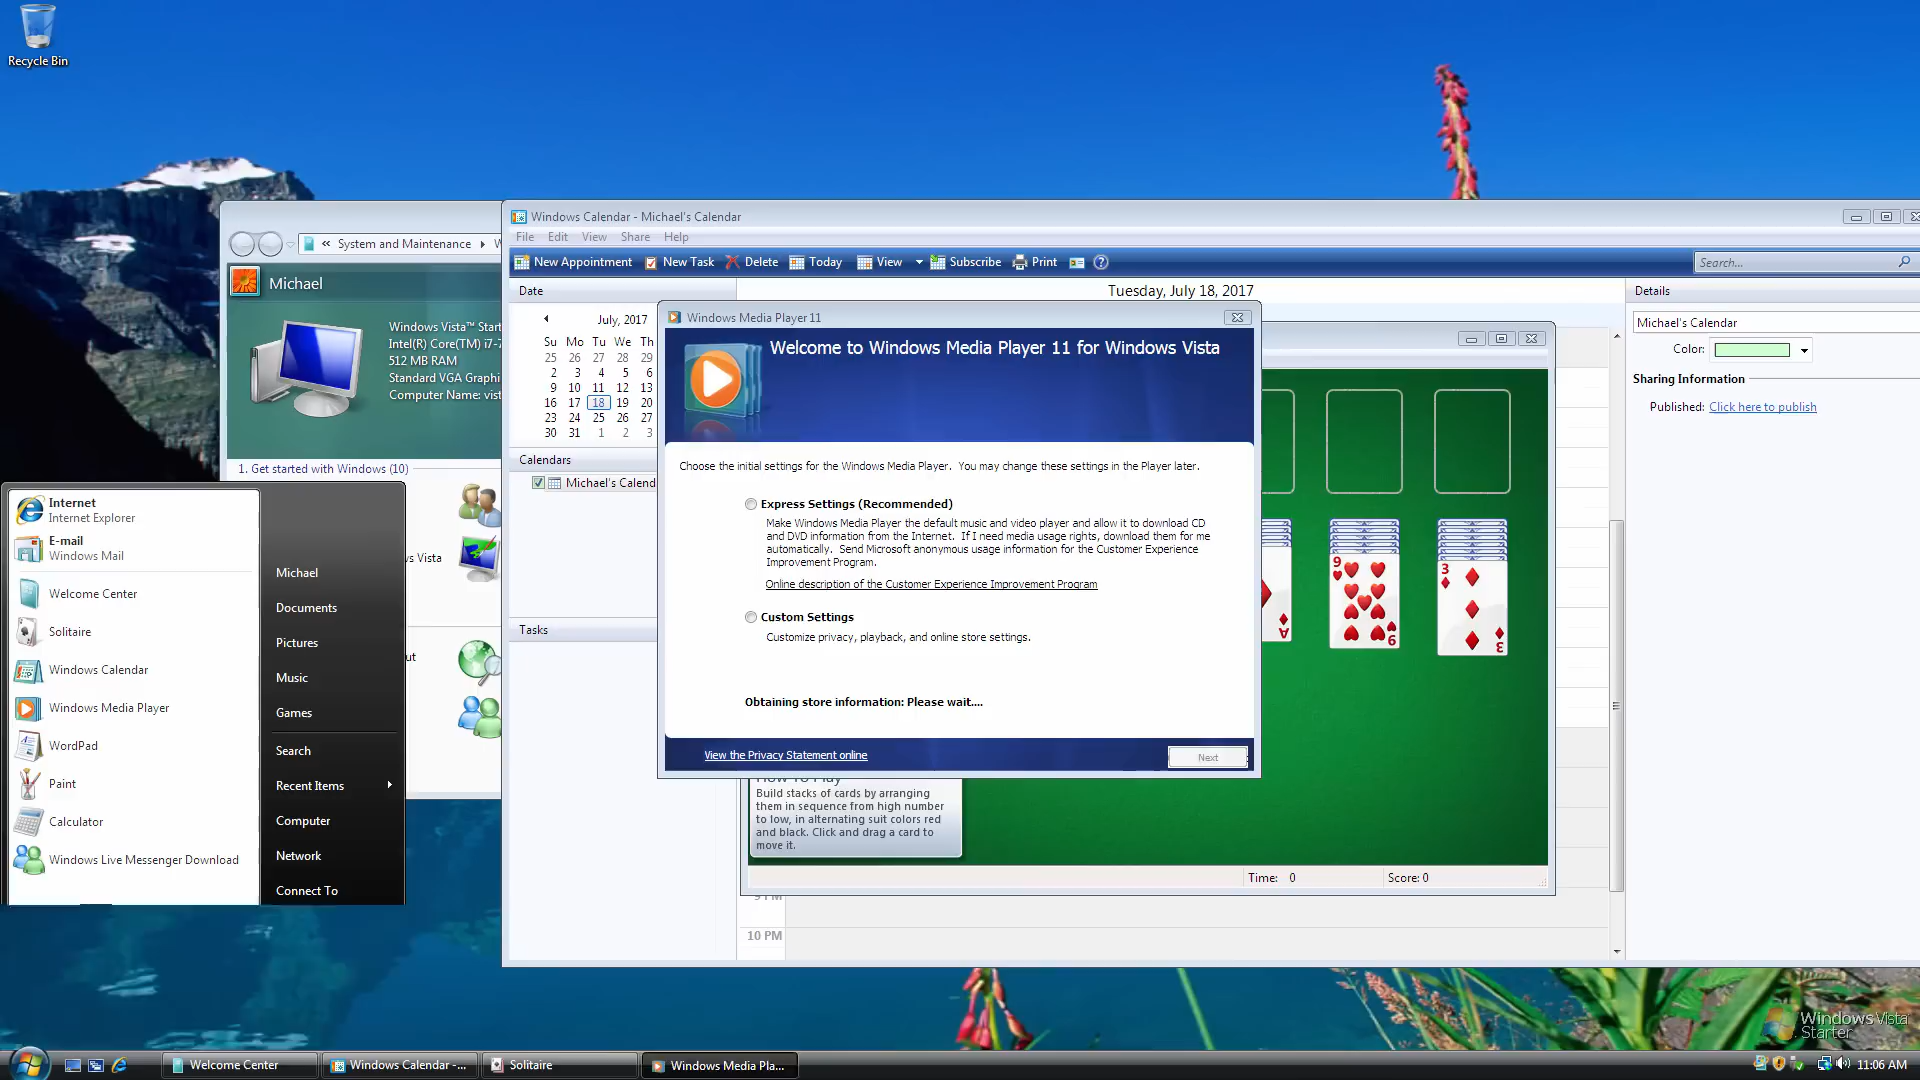 Recycle Bin
Windows Calendar - Michael's Calendar
File Edit View Share Help
New Appointment New Task Delete Today View Subscribe Print
Search...
System and Maintenance
Michael
Windows Vista™ Start
Intel(R) Core(TM) i7-7
512 MB RAM
Standard VGA Graphi
Computer Name: vist
1. Get started with Windows (10)
Date
July, 2017
Su Mo Tu We Th
25 26 27 28 29
2 3 4 5 6
9 10 11 12 13
16 17 18 19 20
23 24 25 26 27
30 31 1 2 3
Calendars
Michael's Calend
Tasks
Tuesday, July 18, 2017
Details
Michael's Calendar
Color:
Sharing Information
Published: Click here to publish
Windows Media Player 11
Welcome to Windows Media Player 11 for Windows Vista
Choose the initial settings for the Windows Media Player. You may change these settings in the Player later.
Express Settings (Recommended)
Make Windows Media Player the default music and video player and allow it to download CD
and DVD information from the Internet. If I need media usage rights, download them for me
automatically. Send Microsoft anonymous usage information for the Customer Experience
Improvement Program.
Online description of the Customer Experience Improvement Program
Custom Settings
Customize privacy, playback, and online store settings.
Obtaining store information: Please wait....
View the Privacy Statement online
Next
A
9
9
3
3
How To Play
Build stacks of cards by arranging
them in sequence from high number
to low, in alternating suit colors red
and black. Click and drag a card to
move it.
Time: 0
Score: 0
9 PM
10 PM
Internet
Internet Explorer
E-mail
Windows Mail
Welcome Center
Solitaire
Windows Calendar
Windows Media Player
WordPad
Paint
Calculator
Windows Live Messenger Download
Michael
Documents
Pictures
Music
Games
Search
Recent Items
Computer
Network
Connect To
Windows Vista
Starter
Welcome Center
Windows Calendar -...
Solitaire
Windows Media Pla...
11:06 AM